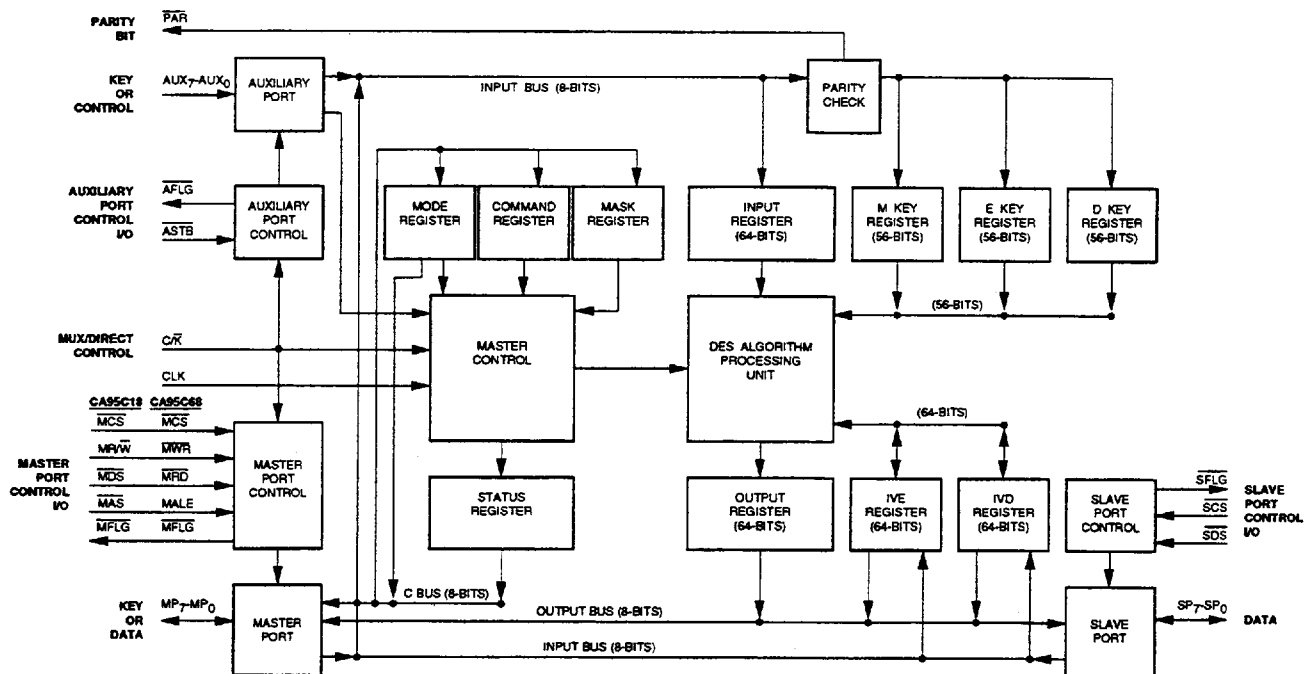 PARITY
BIT
PAR
KEY
OR
CONTROL
AUX7-AUX0
AUXILIARY
PORT
INPUT BUS (8-BITS)
PARITY
CHECK
AUXILIARY
PORT
CONTROL
I/O
AFLG
ASTB
AUXILIARY
PORT
CONTROL
MODE
REGISTER
COMMAND
REGISTER
MASK
REGISTER
INPUT
REGISTER
(64-BITS)
M KEY
REGISTER
(56-BITS)
E KEY
REGISTER
(56-BITS)
D KEY
REGISTER
(56-BITS)
(56-BITS)
MUX/DIRECT
CONTROL
C/K
CLK
MASTER
CONTROL
DES ALGORITHM
PROCESSING
UNIT
(64-BITS)
CA95C18 CA95C68
MCS MCS
MR/W MWR
MDS MRD
MAS MALE
MFLG MFLG
MASTER
PORT
CONTROL
I/O
MASTER
PORT
CONTROL
STATUS
REGISTER
OUTPUT
REGISTER
(64-BITS)
IVE
REGISTER
(64-BITS)
IVD
REGISTER
(64-BITS)
SLAVE
PORT
CONTROL
SFLG
SCS
SDS
SLAVE
PORT
CONTROL
I/O
KEY
OR
DATA
MP7-MP0
MASTER
PORT
C BUS (8-BITS)
OUTPUT BUS (8-BITS)
INPUT BUS (8-BITS)
SLAVE
PORT
SP7-SP0
DATA